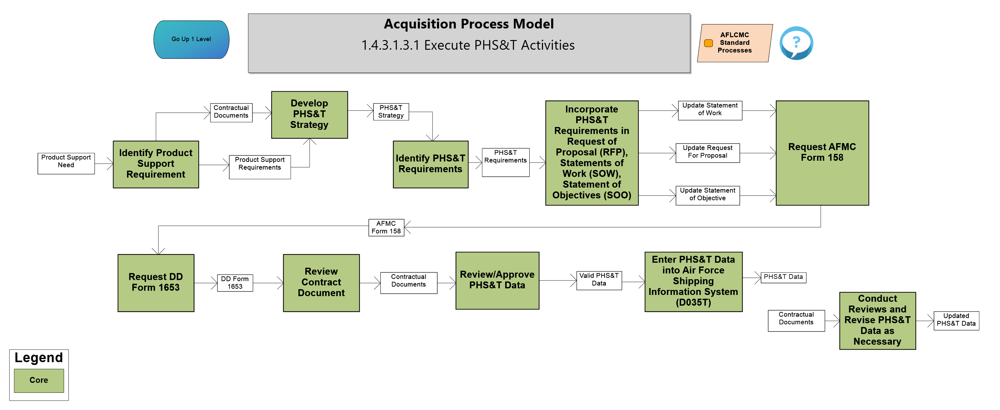 Go Up 1 Level
Acquisition Process Model
1.4.3.1.3.1 Execute PHS&T Activities
AFLCMC
Standard
Processes
?
Product Support
Need
Identify Product
Support
Requirement
Contractual
Documents
Product Support
Requirements
Develop
PHS&T
Strategy
PHS&T
Strategy
Identify PHS&T
Requirements
PHS&T
Requirements
Incorporate
PHS&T
Requirements in
Request of
Proposal (RFP),
Statements of
Work (SOW),
Statement of
Objectives (SOO)
Update Statement
of Work
Update Request
For Proposal
Update Statement
of Objective
Request AFMC
Form 158
AFMC
Form 158
Request DD
Form 1653
DD Form
1653
Review
Contract
Document
Contractual
Documents
Review/Approve
PHS&T Data
Valid PHS&T
Data
Enter PHS&T Data
into Air Force
Shipping
Information System
(D035T)
PHS&T Data
Contractual
Documents
Conduct
Reviews and
Revise PHS&T
Data as
Necessary
Updated
PHS&T Data
Legend
Core